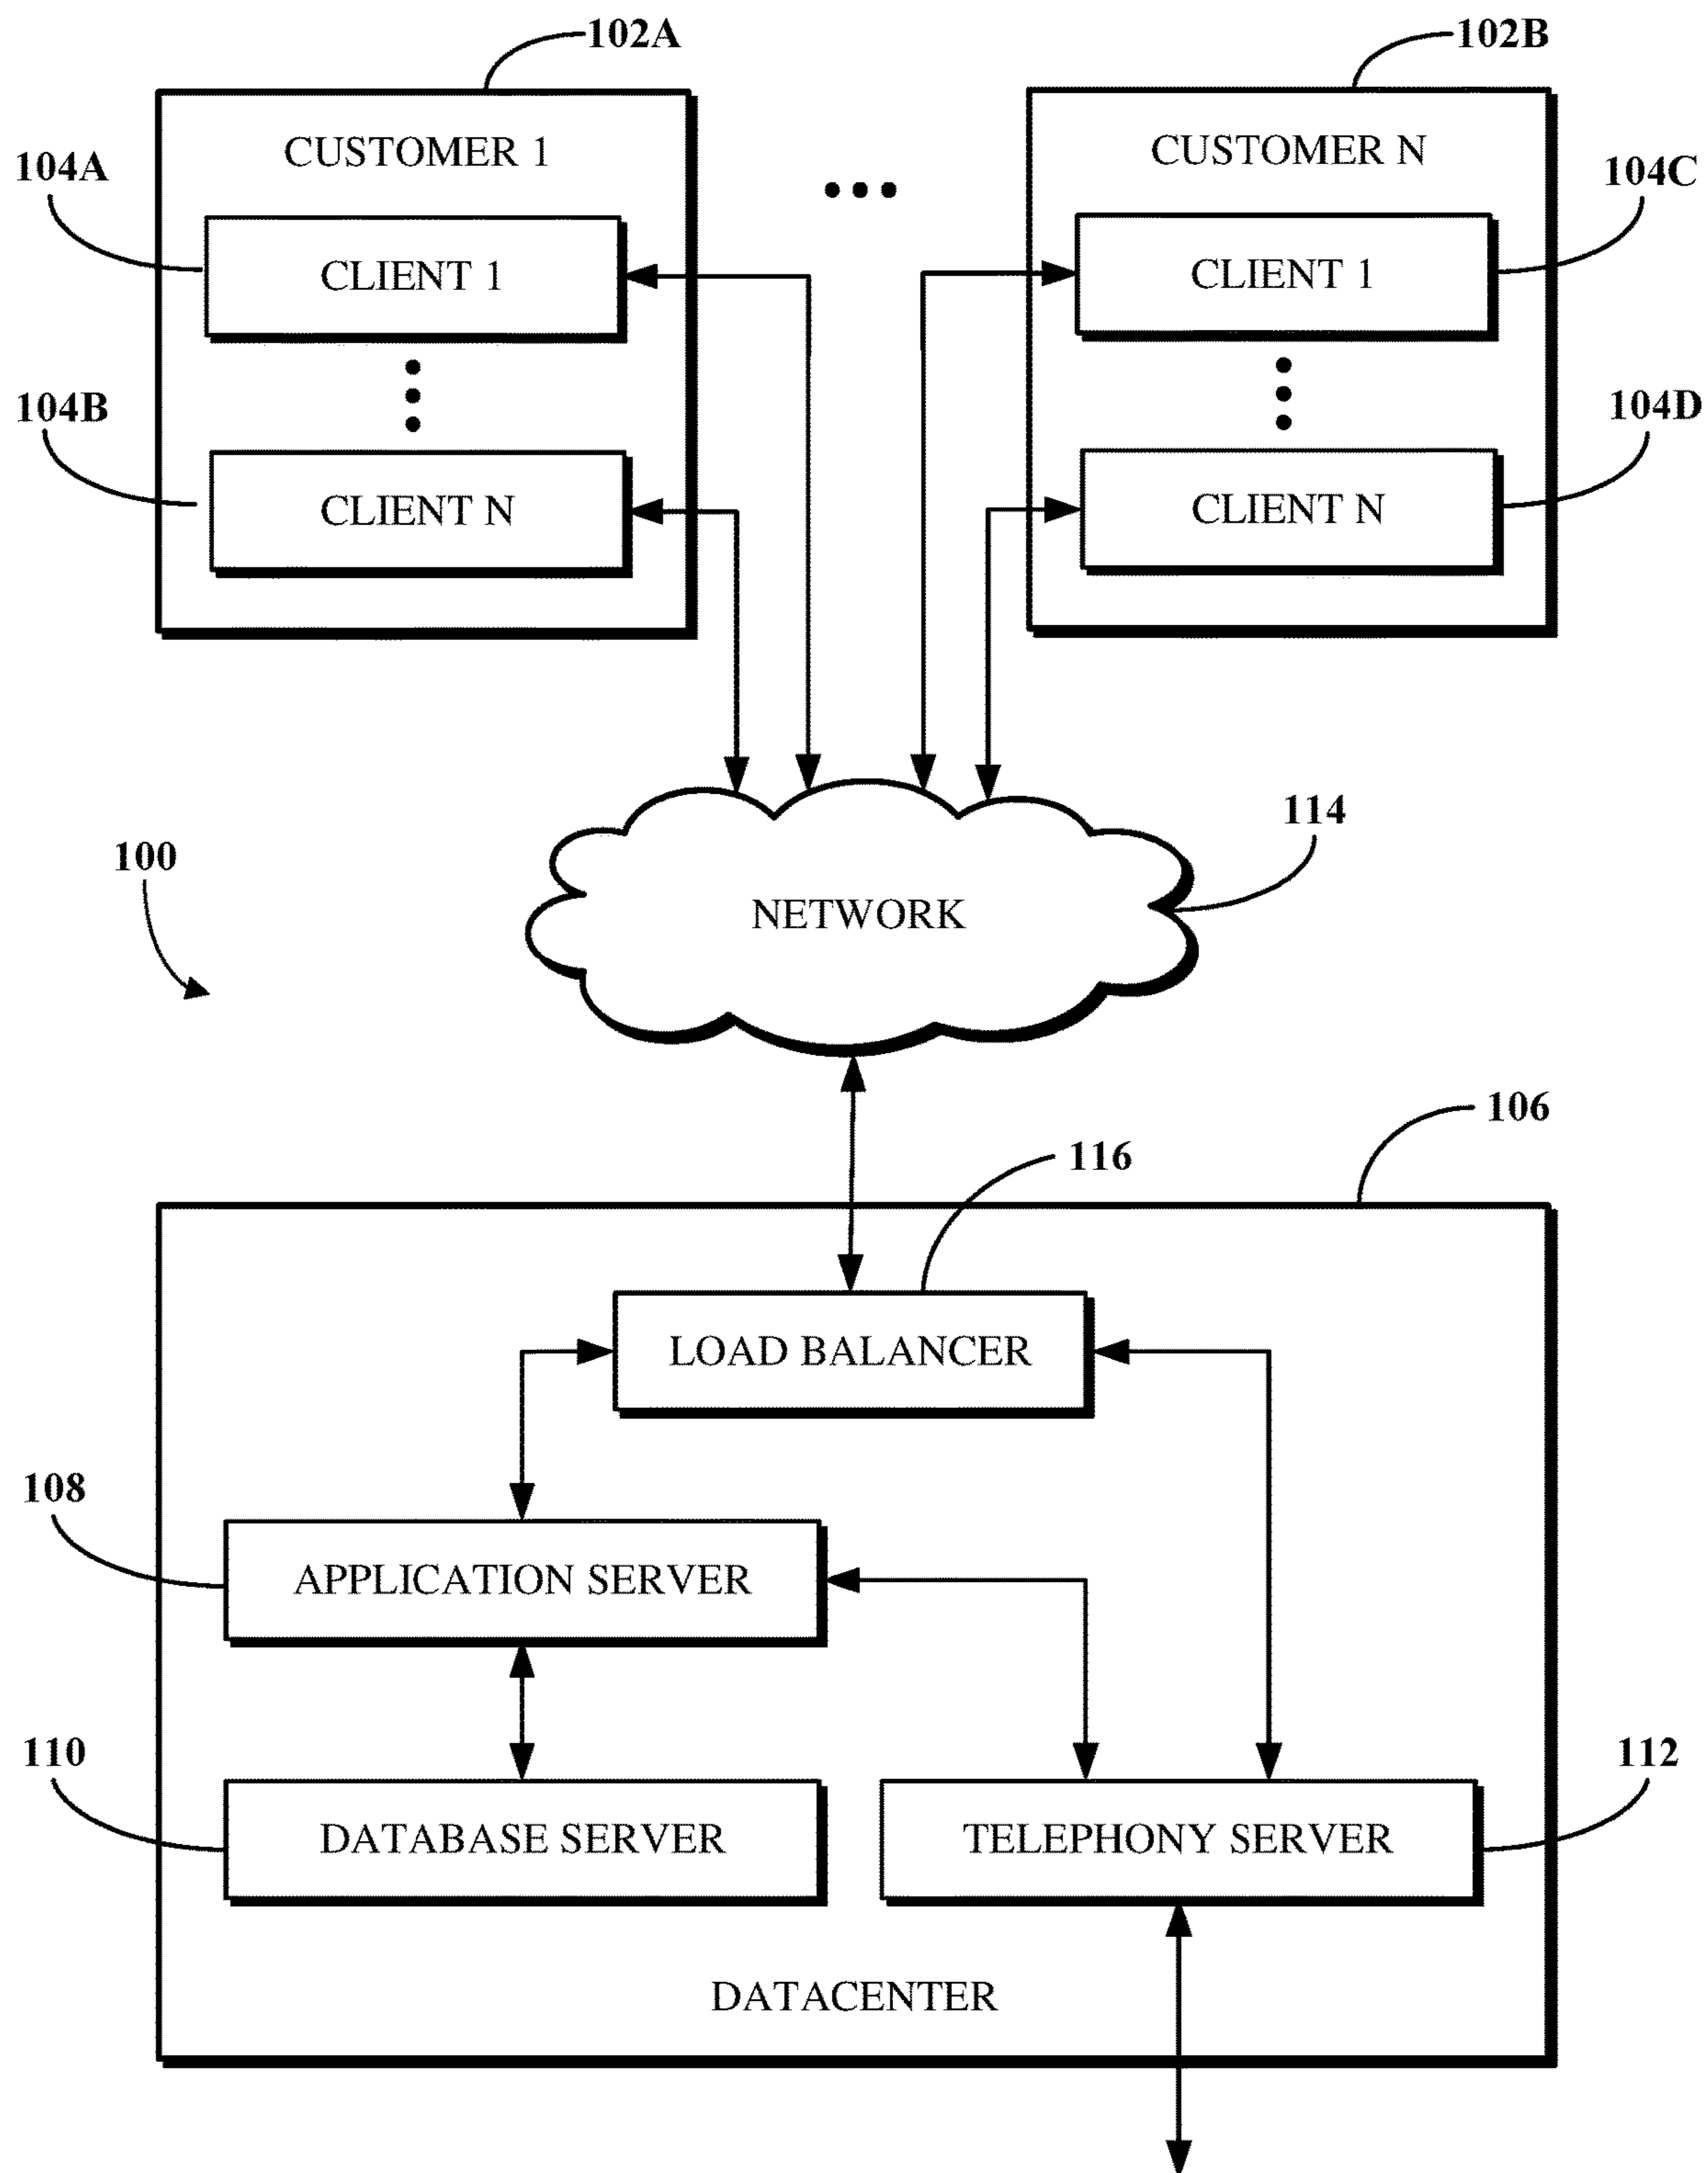 102A
102B
CUSTOMER 1
CUSTOMER N
104A
104C
CLIENT 1
CLIENT 1
104B
104D
CLIENT N
CLIENT N
114
100
NETWORK
106
116
LOAD BALANCER
108
APPLICATION SERVER
110
112
DATABASE SERVER
TELEPHONY SERVER
DATACENTER